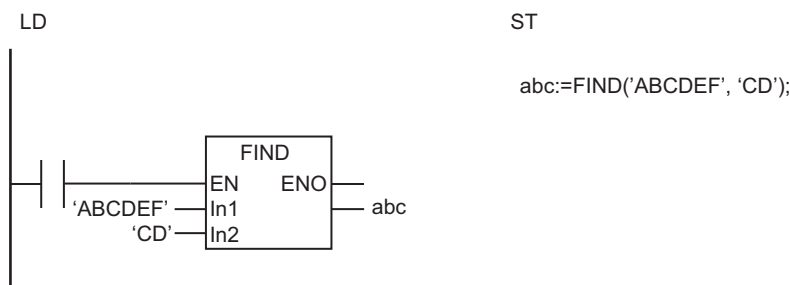 LD
ST
abc:=FIND(’ABCDEF’, ‘CD’);
FIND
EN ENO
‘ABCDEF’ In1 abc
‘CD’ In2